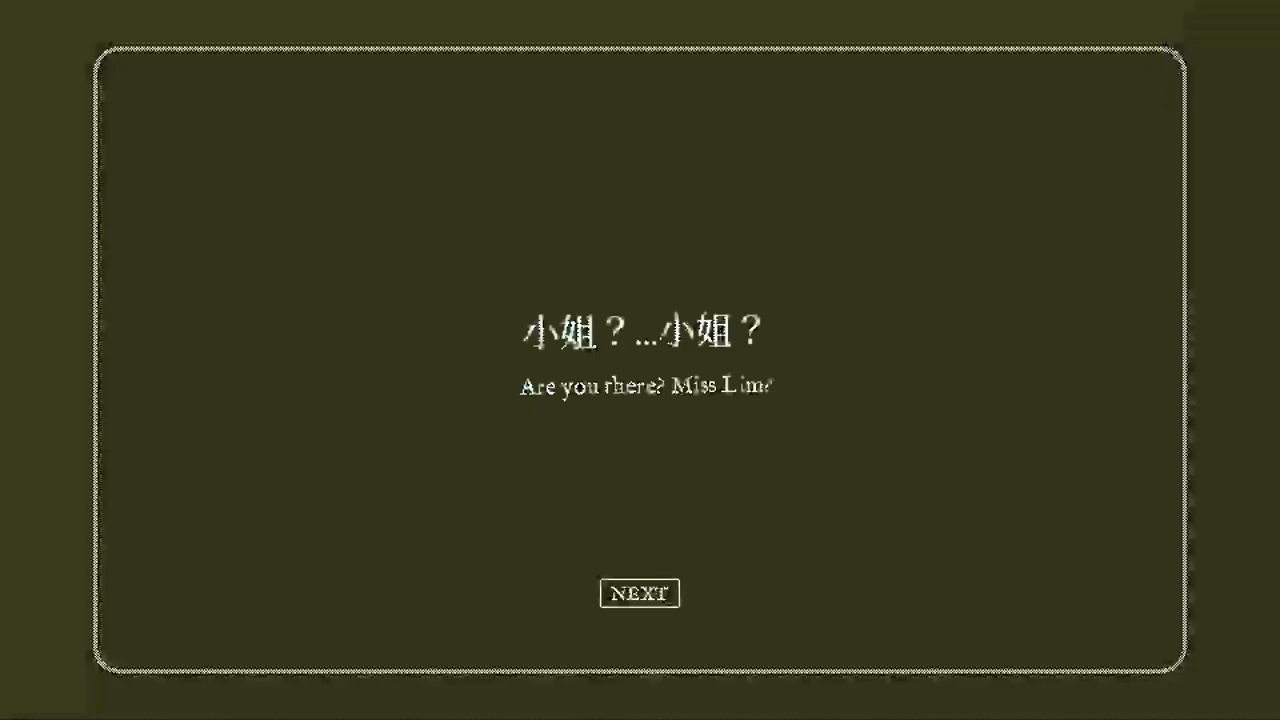 小姐？...小姐？
Are you there? Miss Lim?
NEXT